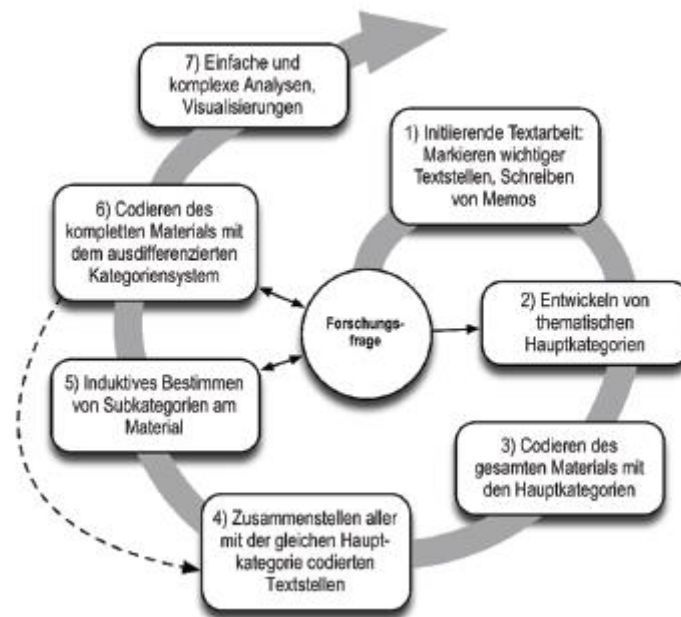 7) Einfache und
komplexe Analysen,
Visualisierungen
1) Initiierende Textarbeit:
Markieren wichtiger
Textstellen, Schreiben
von Memos
6) Codieren des
kompletten Materials mit
dem ausdifferenzierten
Kategoriensystem
Forschungs-
frage
2) Entwickeln von
thematischen
Hauptkategorien
5) Induktives Bestimmen
von Subkategorien am
Material
3) Codieren des
gesamten Materials mit
den Hauptkategorien
4) Zusammenstellen aller
mit der gleichen Haupt-
kategorie codierten
Textstellen